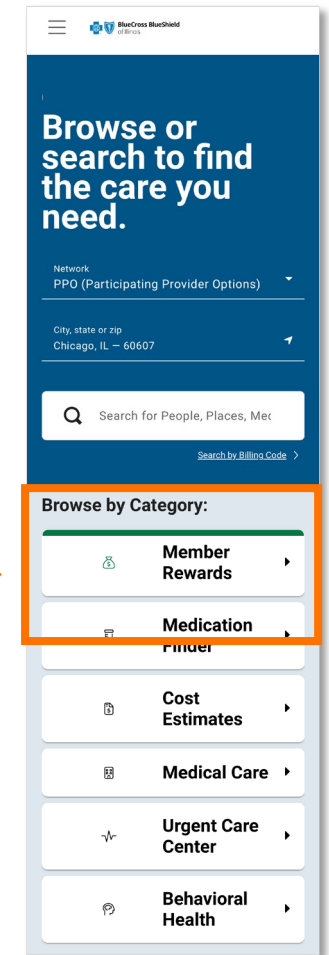 BlueCross BlueShield
of Illinois
Browse or
search to find
the care you
need.
Network
PPO (Participating Provider Options)
City, state or zip
Chicago, IL — 60607
Search for People, Places, Mec
Search by Billing Code >
Browse by Category:
Member
Rewards
Medication
Finder
Cost
Estimates
Medical Care
Urgent Care
Center
Behavioral
Health